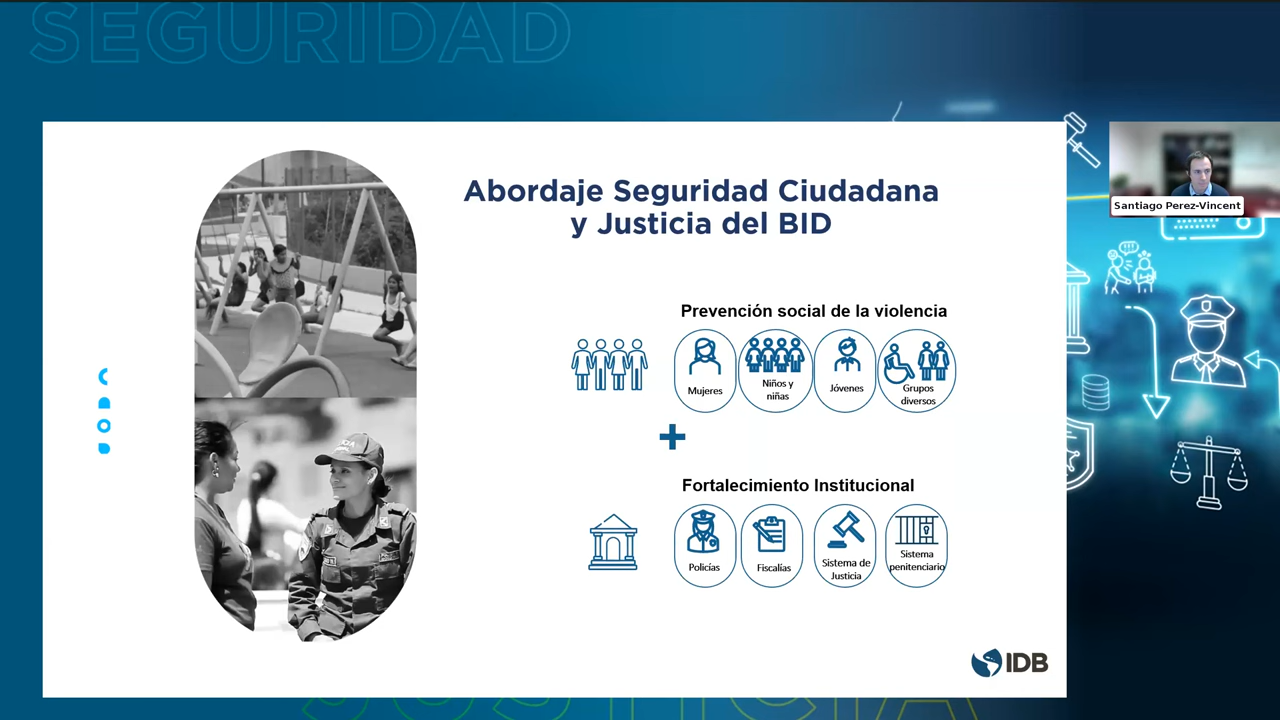 SEGURIDAD
Abordaje Seguridad Ciudadana
y Justicia del BID
Santiago Perez-Vincent
Prevención social de la violencia
Mujeres
Niños y
niñas
Jóvenes
Grupos
diversos
Fortalecimiento Institucional
Policías
Fiscalías
Sistema de
Justicia
Sistema
penitenciario
IDB
JUSTICIA